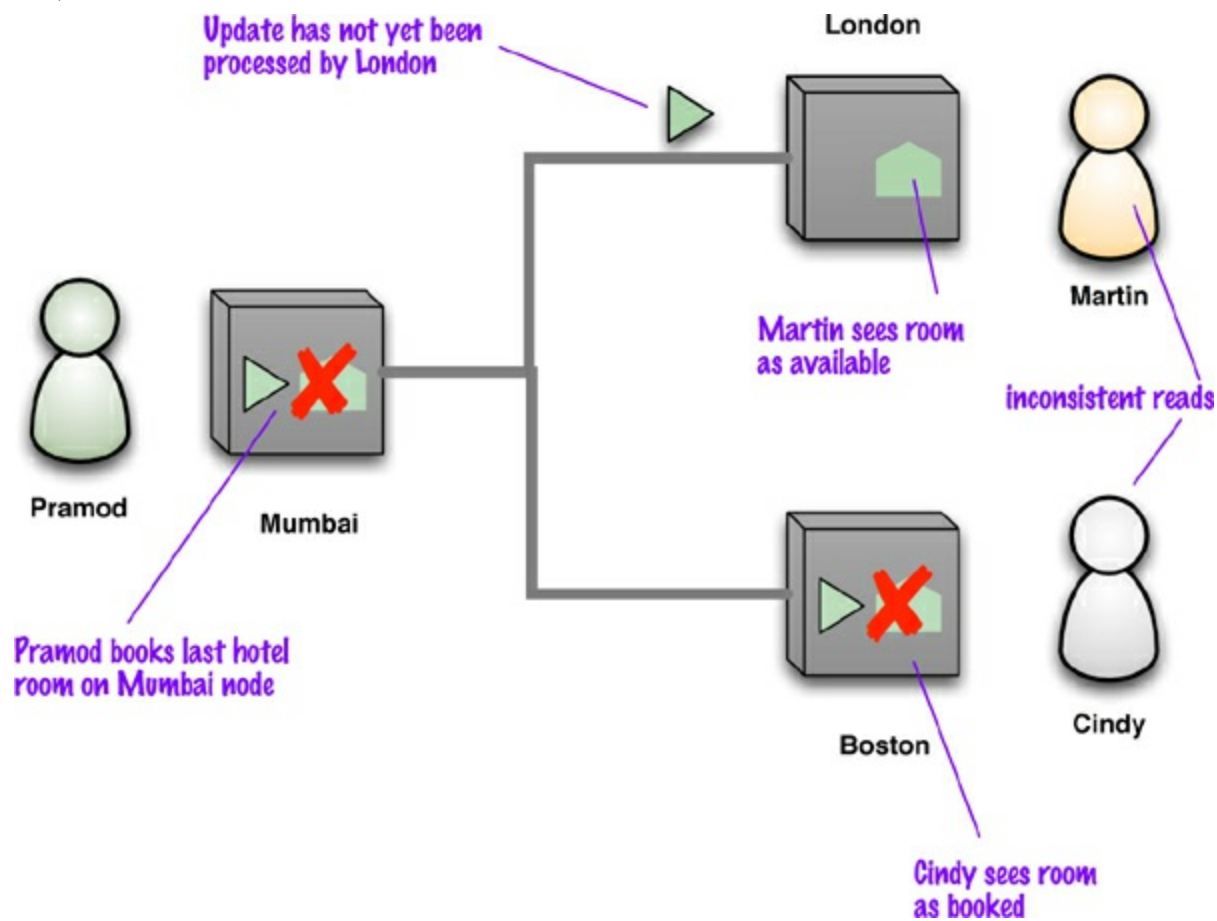 Update has not yet been
processed by London
London
Martin
Martin sees room
as available
inconsistent reads
Pramod
Mumbai
Pramod books last hotel
room on Mumbai node
Boston
Cindy
Cindy sees room
as booked